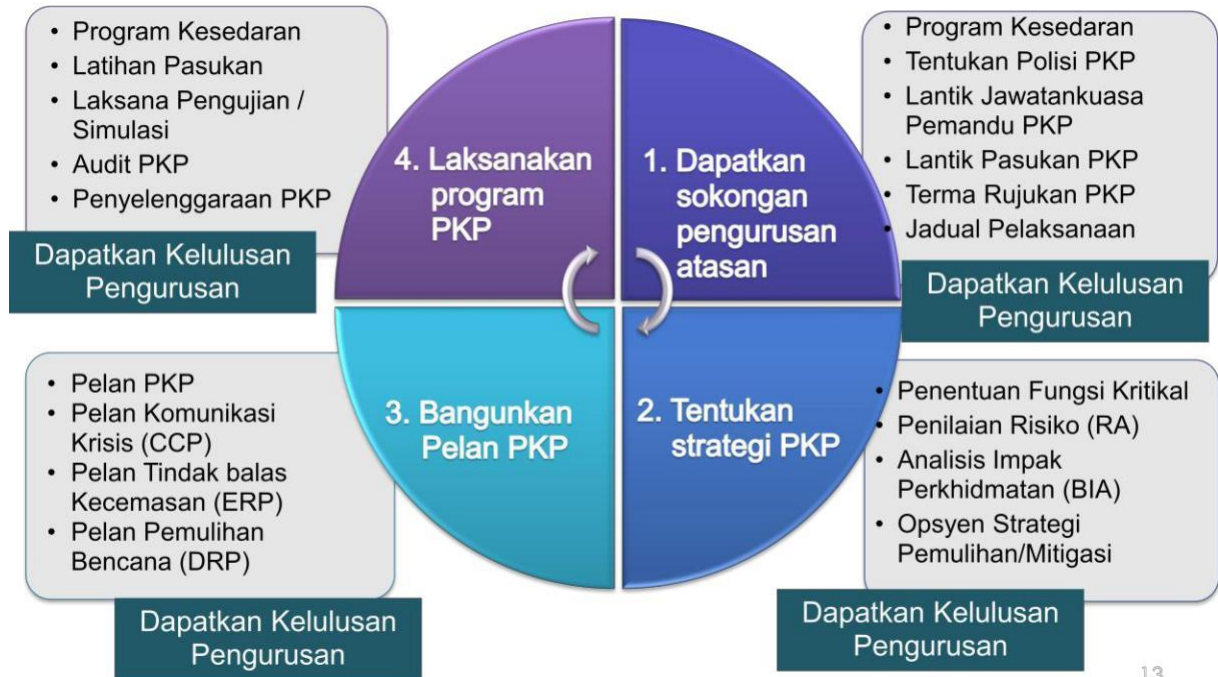 • Program Kesedaran
• Latihan Pasukan
• Laksana Pengujian /
Simulasi
• Audit PKP
• Penyelenggaraan PKP
Dapatkan Kelulusan
Pengurusan
4. Laksanakan
program
PKP
1. Dapatkan
sokongan
pengurusan
atasan
• Program Kesedaran
• Tentukan Polisi PKP
• Lantik Jawatankuasa
Pemandu PKP
• Lantik Pasukan PKP
• Terma Rujukan PKP
• Jadual Pelaksanaan
Dapatkan Kelulusan
Pengurusan
• Pelan PKP
• Pelan Komunikasi
Krisis (CCP)
• Pelan Tindak balas
Kecemasan (ERP)
• Pelan Pemulihan
Bencana (DRP)
Dapatkan Kelulusan
Pengurusan
3. Bangunkan
Pelan PKP
2. Tentukan
strategi PKP
• Penentuan Fungsi Kritikal
• Penilaian Risiko (RA)
• Analisis Impak
Perkhidmatan (BIA)
• Opsyen Strategi
Pemulihan/Mitigasi
Dapatkan Kelulusan
Pengurusan
13